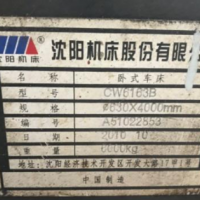 沈阳机床股份有限
沈阳机床
名称 卧式车床
型号 CW6163B
规格 Φ630X4000mm
编号 A51022553
日期 2010 10
重量 6000kg
地址:沈阳经济技术开发区开发大路17甲1号
中国制造